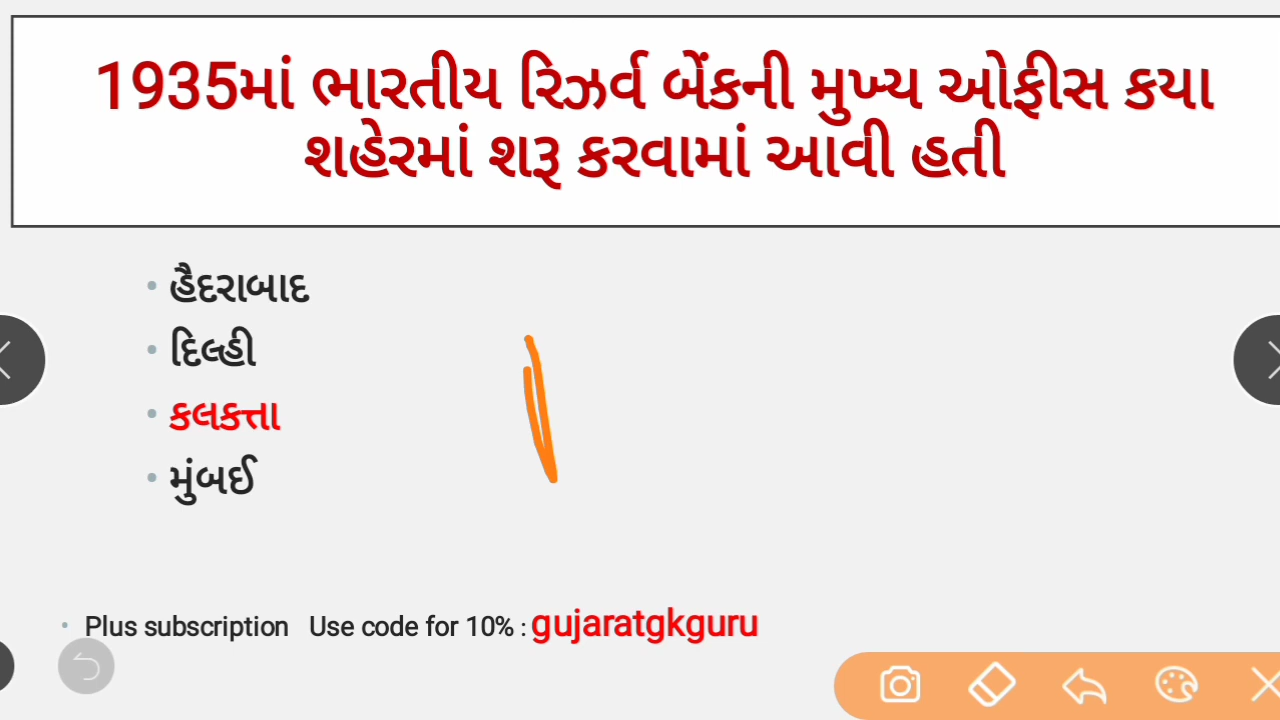 1935માં ભારતીય રિઝર્વ બેંકની મુખ્ય ઓફીસ કયા
શહેરમાં શરૂ કરવામાં આવી હતી
• હૈદરાબાદ
• દિલ્હી
• કલકત્તા
• મુંબઈ
• Plus subscription Use code for 10% : gujaratgkguru